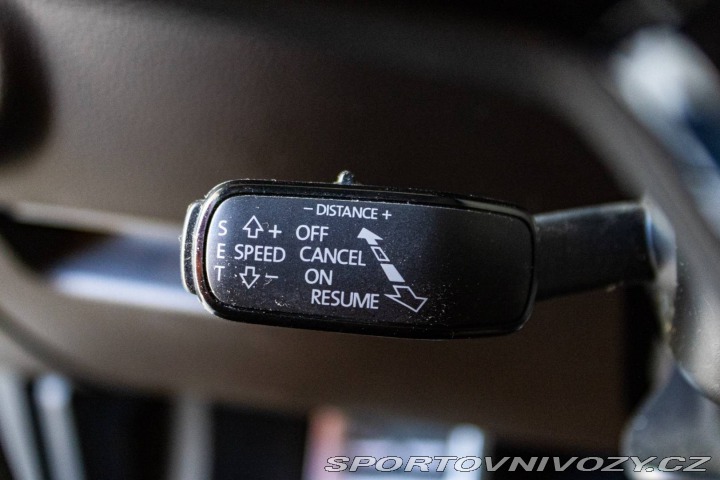 - DISTANCE +
S + OFF
E SPEED CANCEL
T - ON
RESUME
SPORTOVNIVOZY.CZ